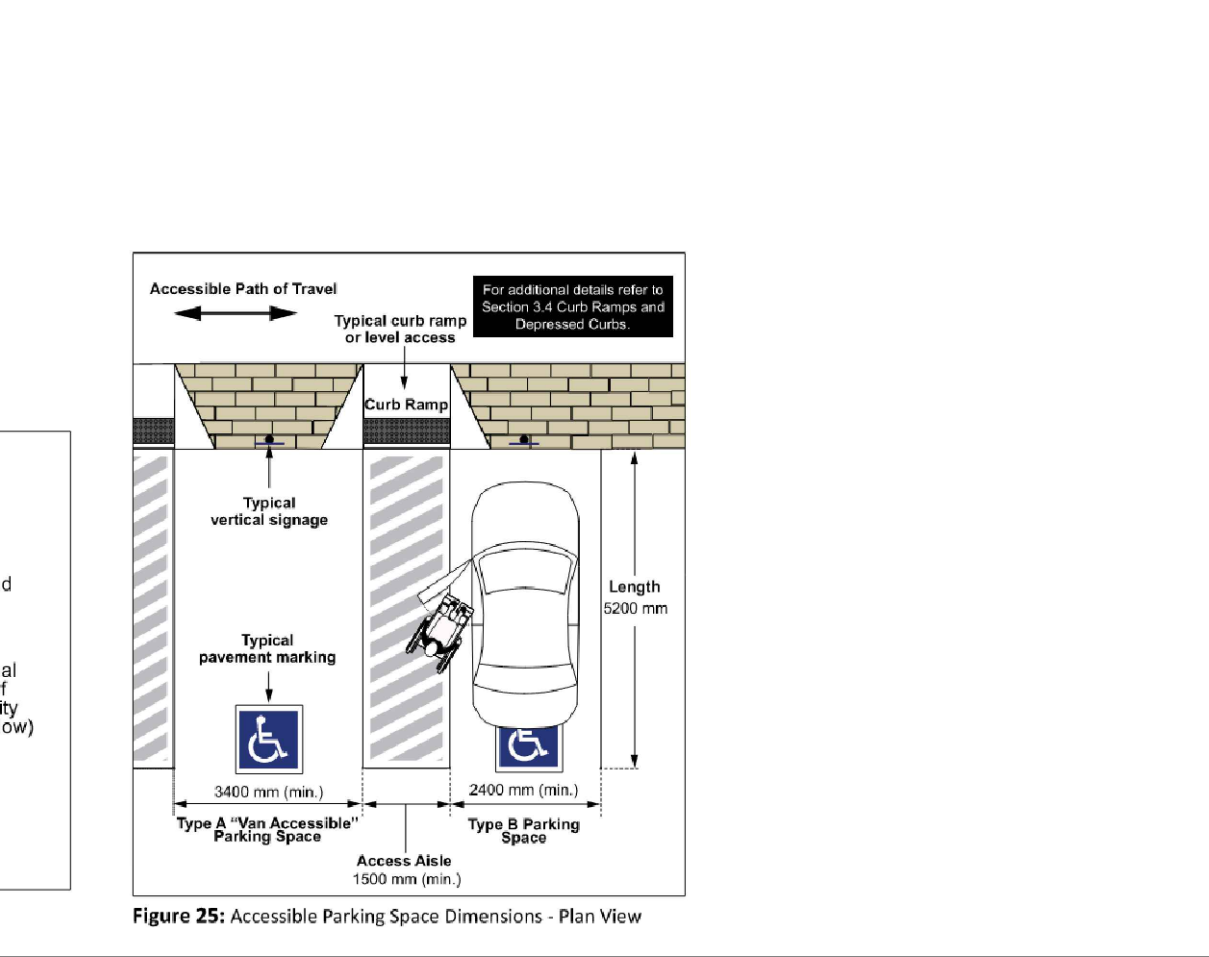 Accessible Path of Travel
For additional details refer to
Section 3.4 Curb Ramps and
Depressed Curbs.
Typical curb ramp
or level access
Curb Ramp
Typical
vertical signage
d
Length
5200 mm
Typical
pavement marking
al
f
ity
ow)
3400 mm (min.)
2400 mm (min.)
Type A “Van Accessible”
Parking Space
Type B Parking
Space
Access Aisle
1500 mm (min.)
Figure 25: Accessible Parking Space Dimensions - Plan View